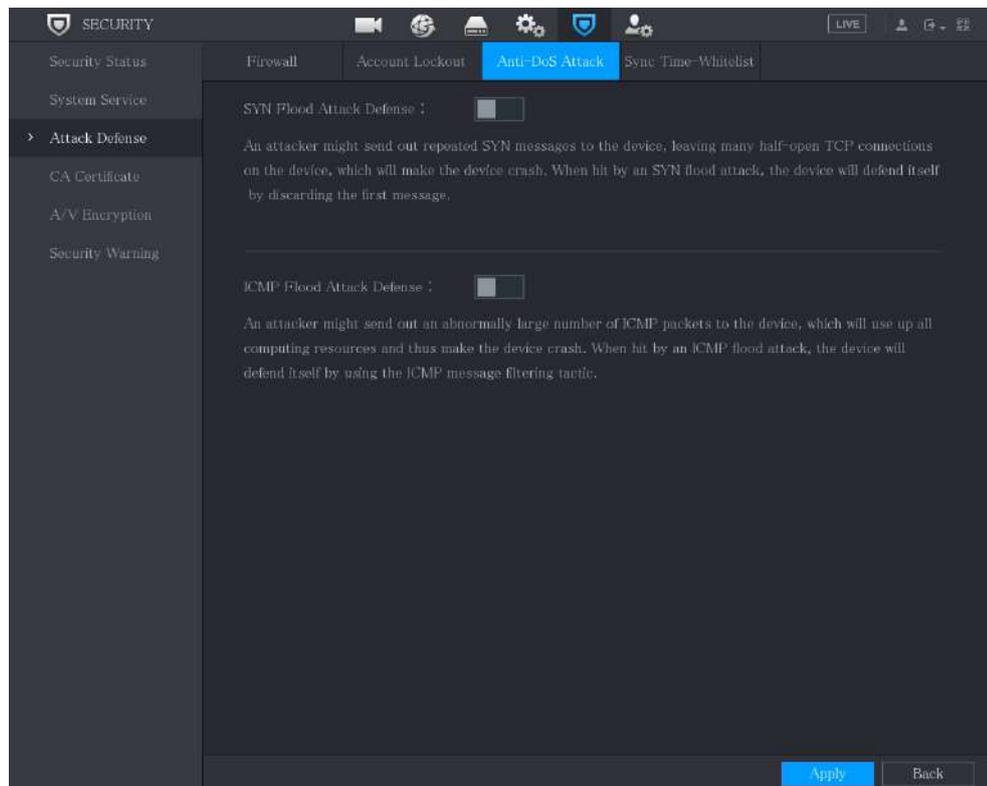 SECURITY
LIVE
Security Status
System Service
Attack Defense
CA Certificate
A/V Encryption
Security Warning
Firewall
Account Lockout
Anti-DoS Attack
Sync Time-Whitelist
SYN Flood Attack Defense :
An attacker might send out repeated SYN messages to the device, leaving many half-open TCP connections
on the device, which will make the device crash. When hit by an SYN flood attack, the device will defend itself
by discarding the first message.
ICMP Flood Attack Defense :
An attacker might send out an abnormally large number of ICMP packets to the device, which will use up all
computing resources and thus make the device crash. When hit by an ICMP flood attack, the device will
defend itself by using the ICMP message filtering tactic.
Apply
Back